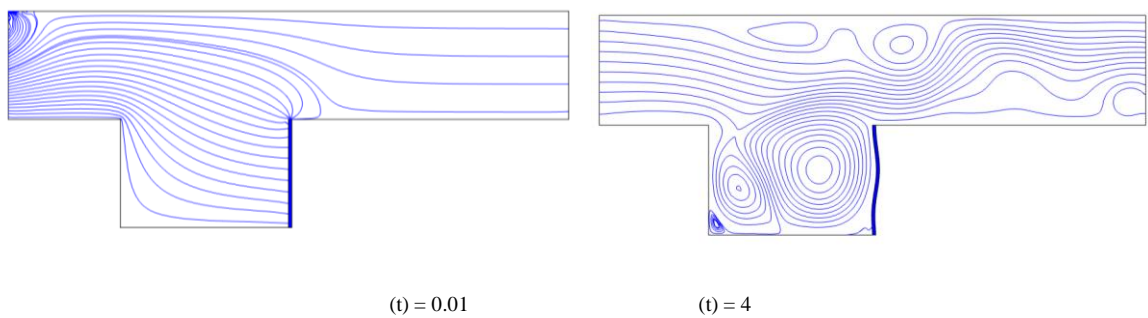 (t) = 0.01 (t) = 4